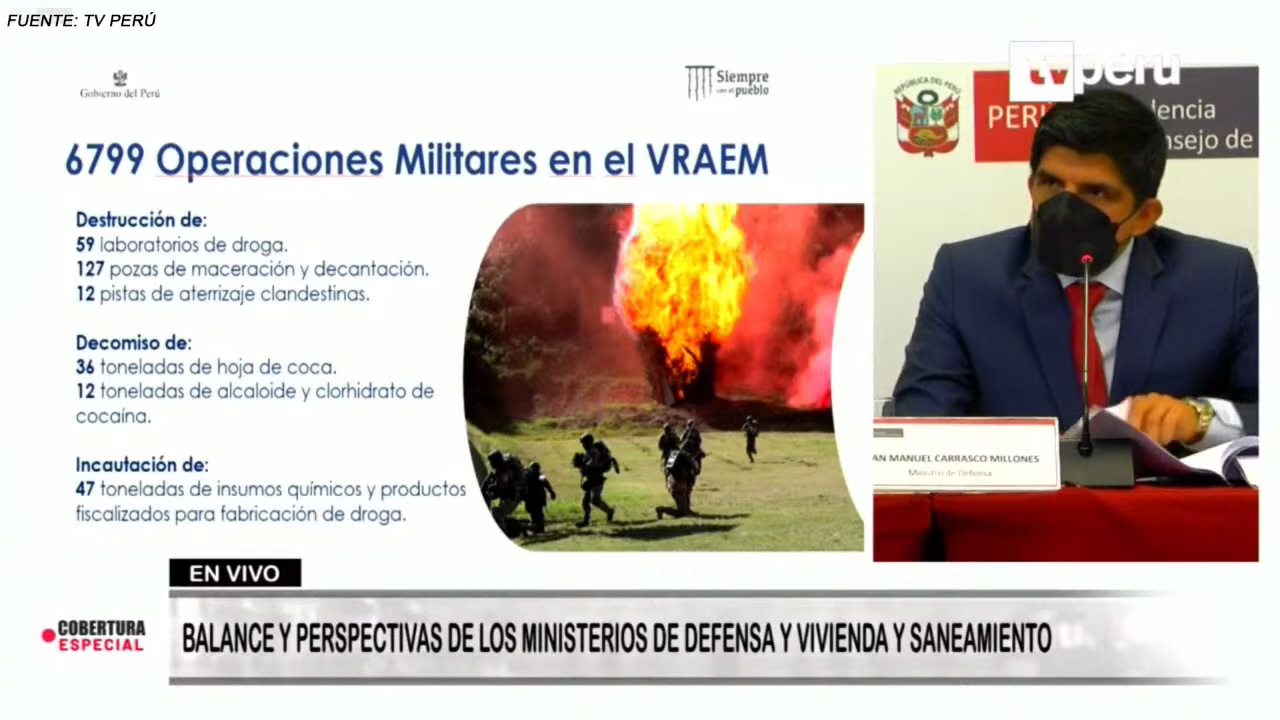 FUENTE: TV PERÚ
Gobierno del Perú
Siempre
con el pueblo
tvperú
REPÚBLICA DEL PERÚ
6799 Operaciones Militares en el VRAEM
Destrucción de:
59 laboratorios de droga.
127 pozas de maceración y decantación.
12 pistas de aterrizaje clandestinas.
Decomiso de:
36 toneladas de hoja de coca.
12 toneladas de alcaloide y clorhidrato de
cocaína.
Incautación de:
47 toneladas de insumos químicos y productos
fiscalizados para fabricación de droga.
PERÚ
dencia
nsejo de
AN MANUEL CARRASCO MILLONES
Ministro de Defensa
EN VIVO
COBERTURA
ESPECIAL
BALANCE Y PERSPECTIVAS DE LOS MINISTERIOS DE DEFENSA Y VIVIENDA Y SANEAMIENTO